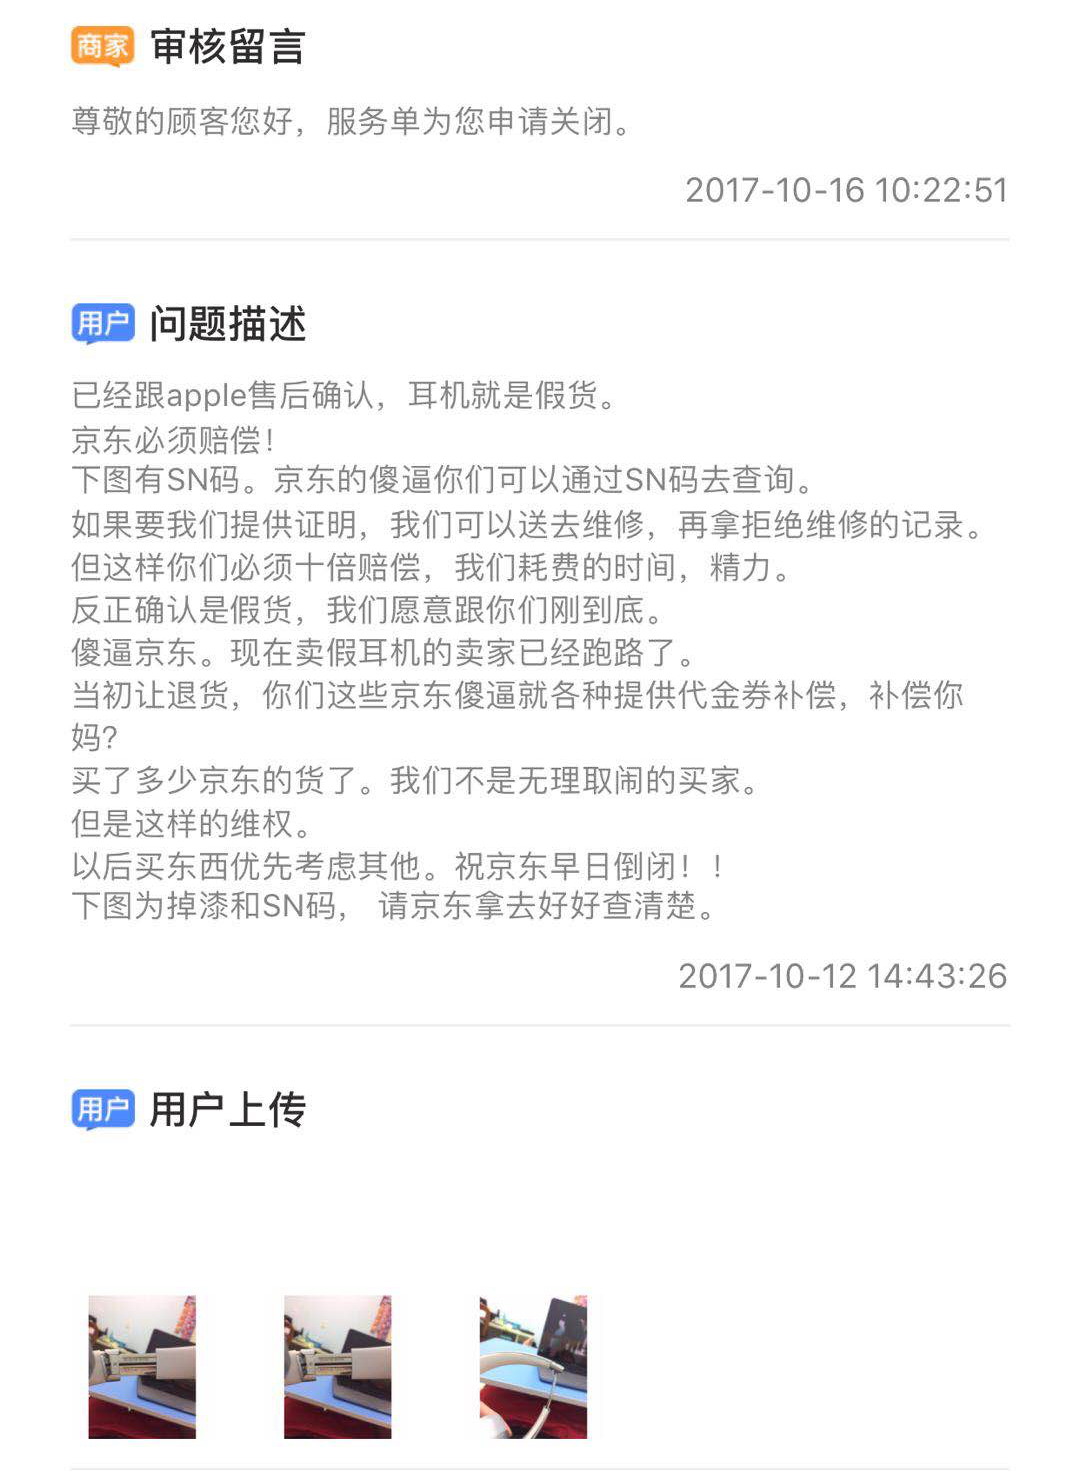 商家 审核留言
尊敬的顾客您好，服务单为您申请关闭。
2017-10-16 10:22:51
用户 问题描述
已经跟apple售后确认，耳机就是假货。
京东必须赔偿！
下图有SN码。京东的傻逼你们可以通过SN码去查询。
如果要我们提供证明，我们可以送去维修，再拿拒绝维修的记录。
但这样你们必须十倍赔偿，我们耗费的时间，精力。
反正确认是假货，我们愿意跟你们刚到底。
傻逼京东。现在卖假耳机的卖家已经跑路了。
当初让退货，你们这些京东傻逼就各种提供代金券补偿，补偿你
妈？
买了多少京东的货了。我们不是无理取闹的买家。
但是这样的维权。
以后买东西优先考虑其他。祝京东早日倒闭！！
下图为掉漆和SN码， 请京东拿去好好查清楚。
2017-10-12 14:43:26
用户 用户上传